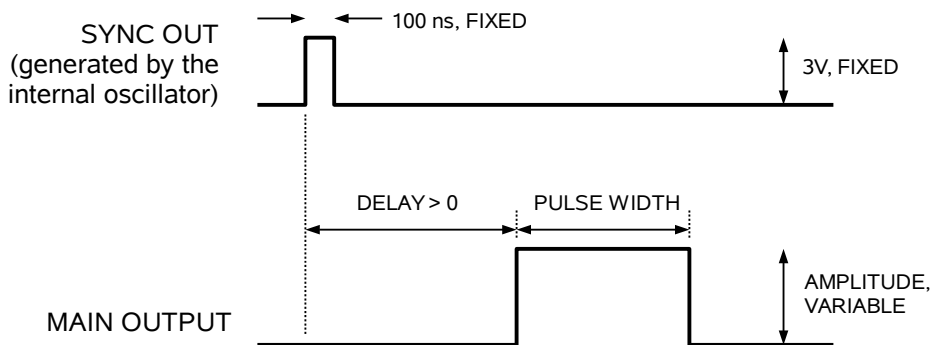 100 ns, FIXED
SYNC OUT
(generated by the
internal oscillator)
3V, FIXED
DELAY > 0
PULSE WIDTH
AMPLITUDE,
VARIABLE
MAIN OUTPUT